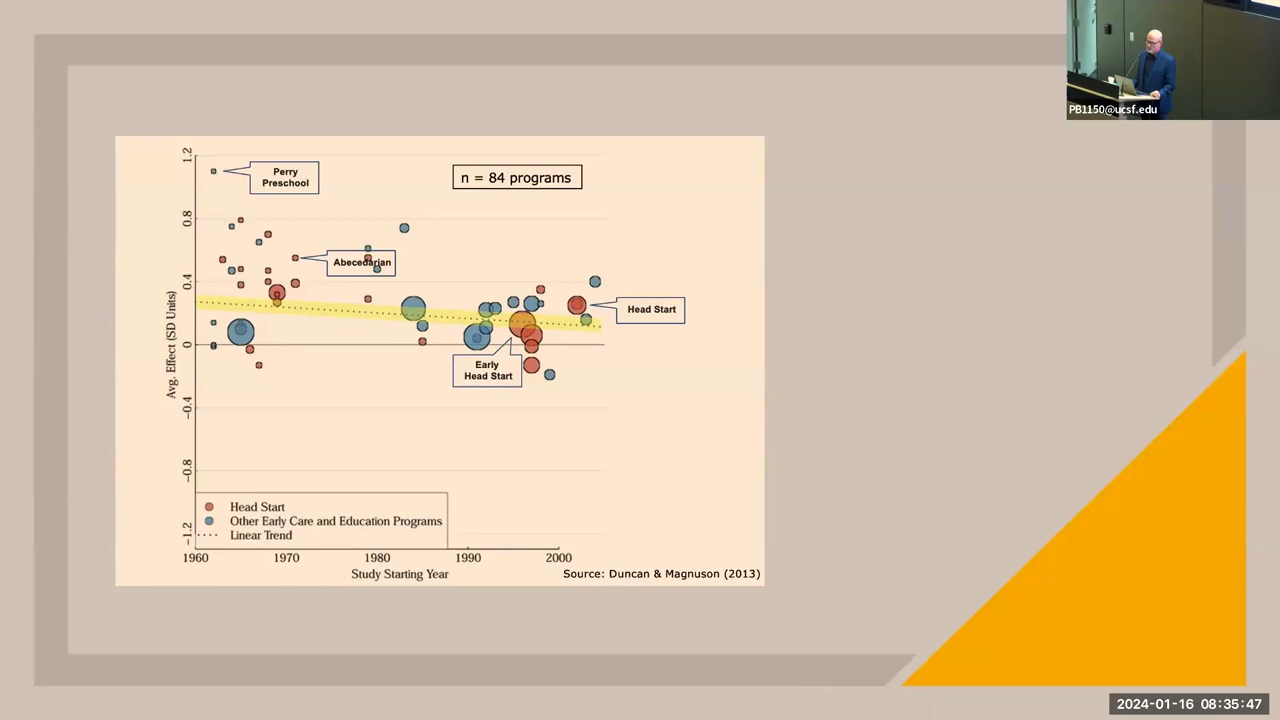 PB1150@ucsf.edu
1.2
0.8
0.4
0
−0.4
−0.8
−1.2
Avg. Effect (SD Units)
Perry
Preschool
n = 84 programs
Abecedarian
Head Start
Early
Head Start
Head Start
Other Early Care and Education Programs
Linear Trend
1960
1970
1980
1990
2000
Study Starting Year
Source: Duncan & Magnuson (2013)
2024-01-16 08:35:47